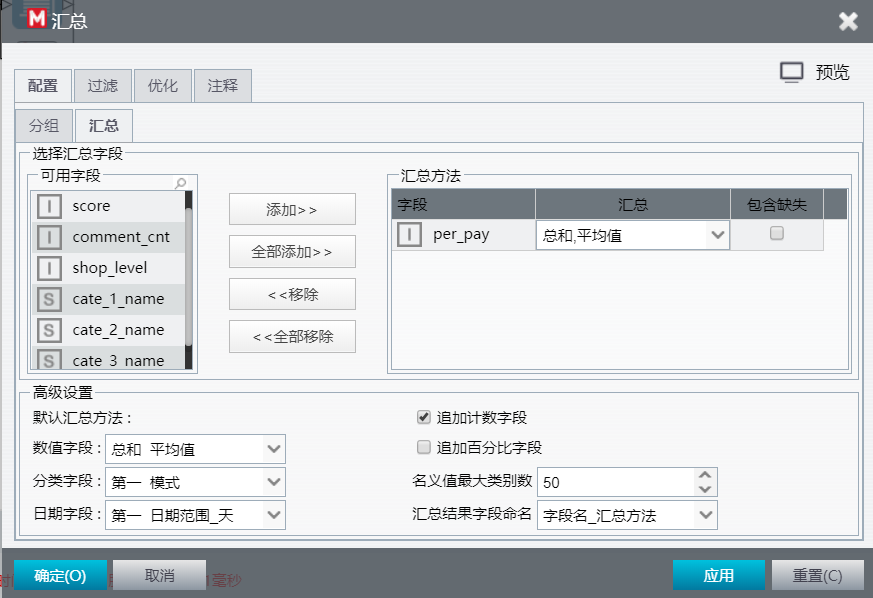 M 汇总
预览
配置 过滤 优化 注释
分组 汇总
选择汇总字段
可用字段
I score
I comment_cnt
I shop_level
S cate_1_name
S cate_2_name
S cate_3_name
添加>>
全部添加>>
<<移除
<<全部移除
汇总方法
字段 汇总 包含缺失
I per_pay 总和,平均值
高级设置
默认汇总方法：
数值字段： 总和 平均值
分类字段： 第一 模式
日期字段： 第一 日期范围_天
追加计数字段
追加百分比字段
名义值最大类别数 50
汇总结果字段命名 字段名_汇总方法
确定(O) 取消 毫秒 应用 重置(C)